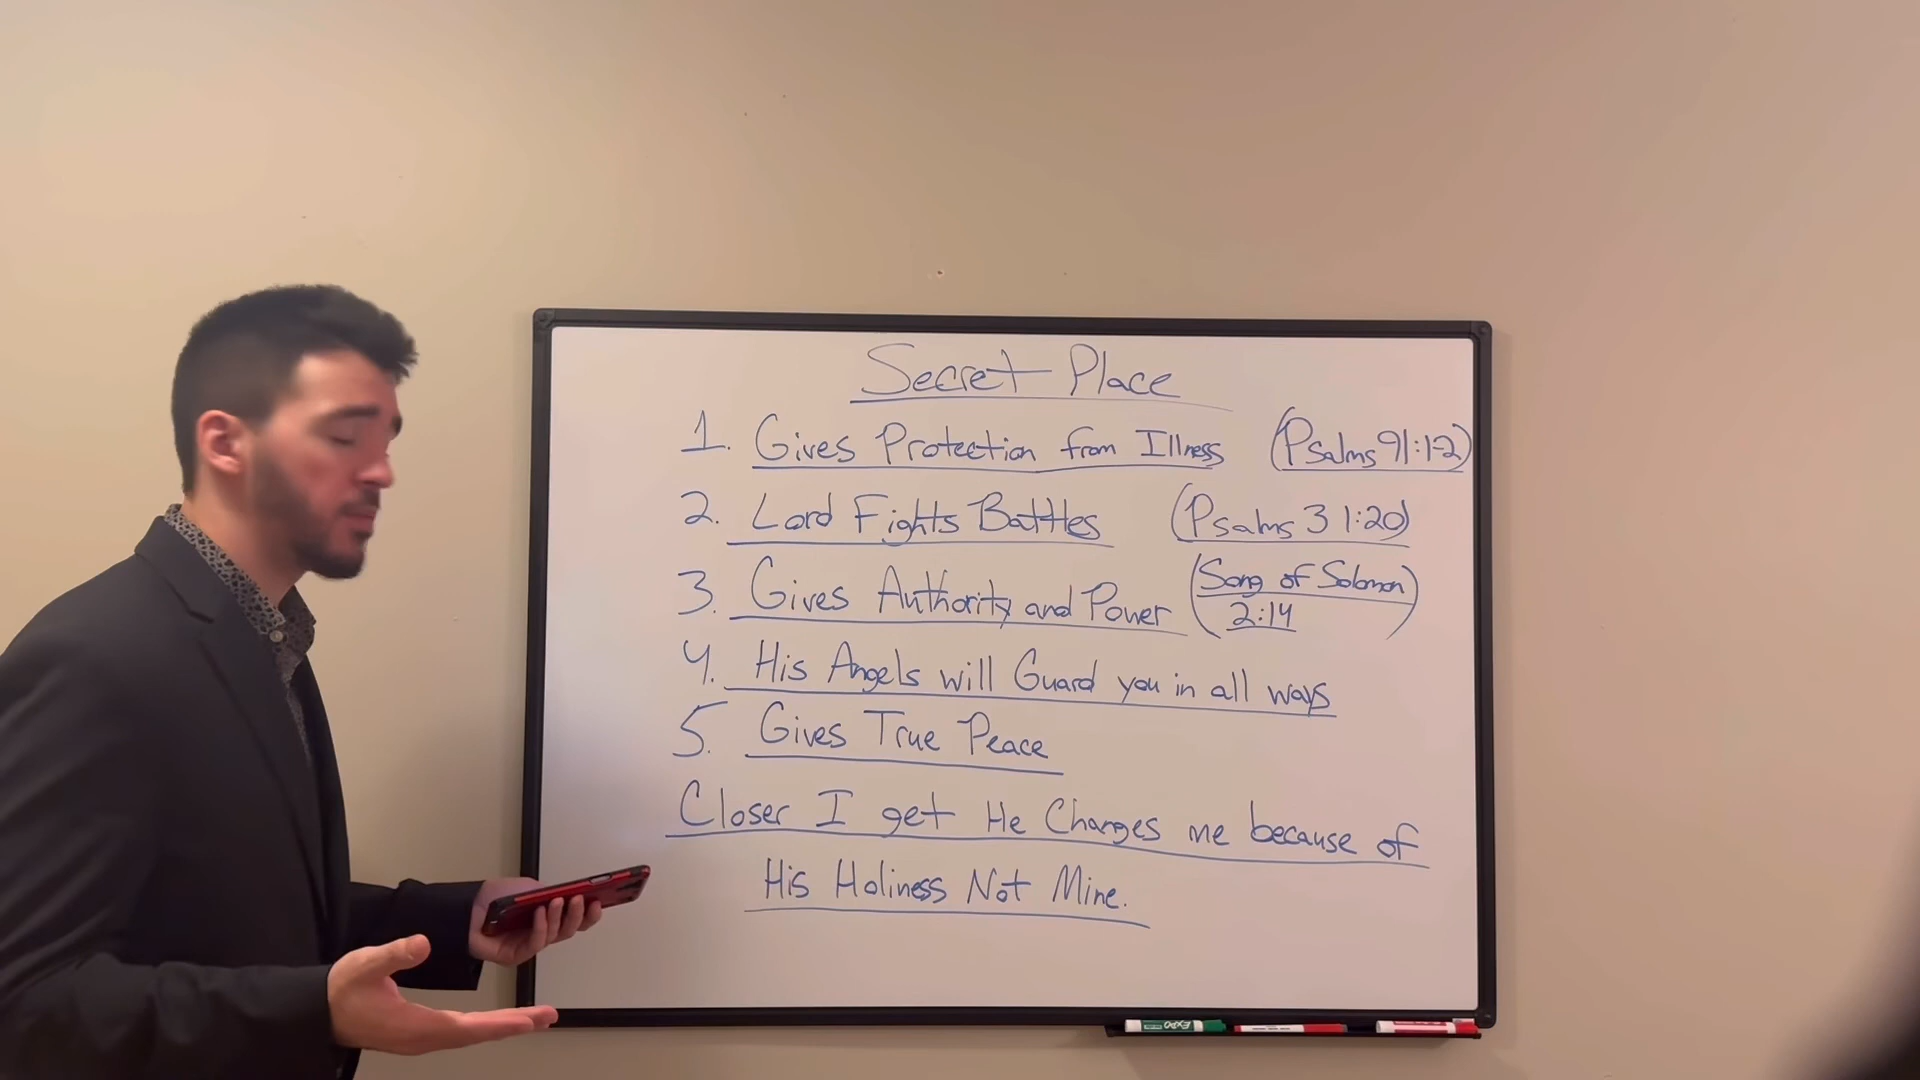 Secret Place
1. Gives Protection from Illness (Psalms 91:1-2)
2. Lord Fights Battles (Psalms 31:20)
3. Gives Authority and Power (Song of Solomon)
2:14
4. His Angels will Guard you in all ways
5. Gives True Peace
Closer I get He Changes me because of
His Holiness Not Mine.
EXPO